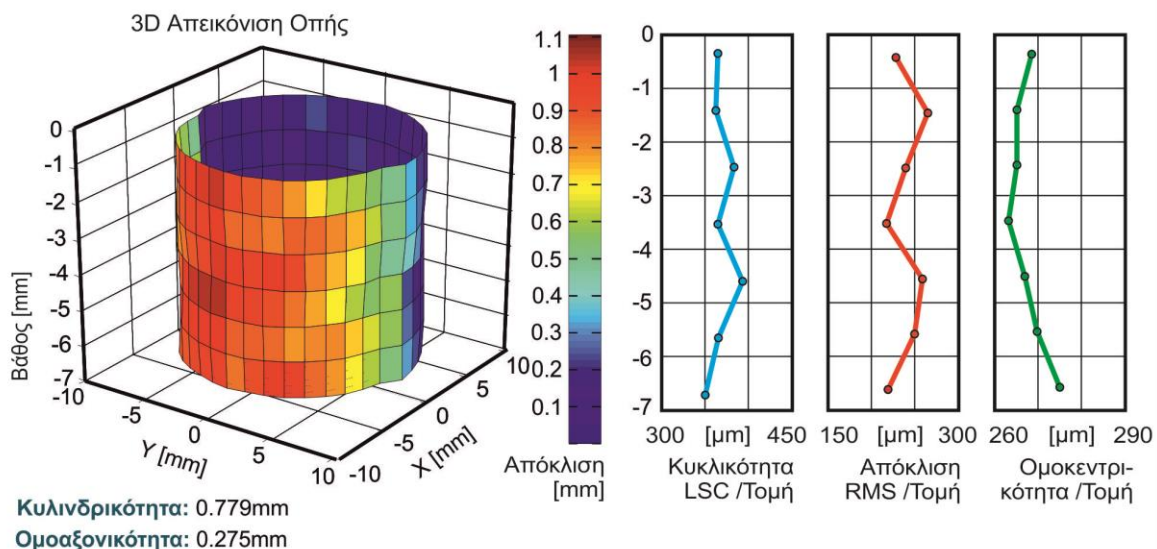 3D Απεικόνιση Οπής
0
-1
-2
-3
-4
-5
-6
-7
Βάθος [mm]
-10
-5
0
5
10
Y [mm]
-10
-5
0
5
10
X [mm]
1.1
1
0.9
0.8
0.7
0.6
0.5
0.4
0.3
0.2
0.1
Απόκλιση
[mm]
0
-1
-2
-3
-4
-5
-6
-7
300 [μm] 450
Κυκλικότητα
LSC /Τομή
150 [μm] 300
Απόκλιση
RMS /Τομή
260 [μm] 290
Ομοκεντρι-
κότητα /Τομή
Κυλινδρικότητα: 0.779mm
Ομοαξονικότητα: 0.275mm